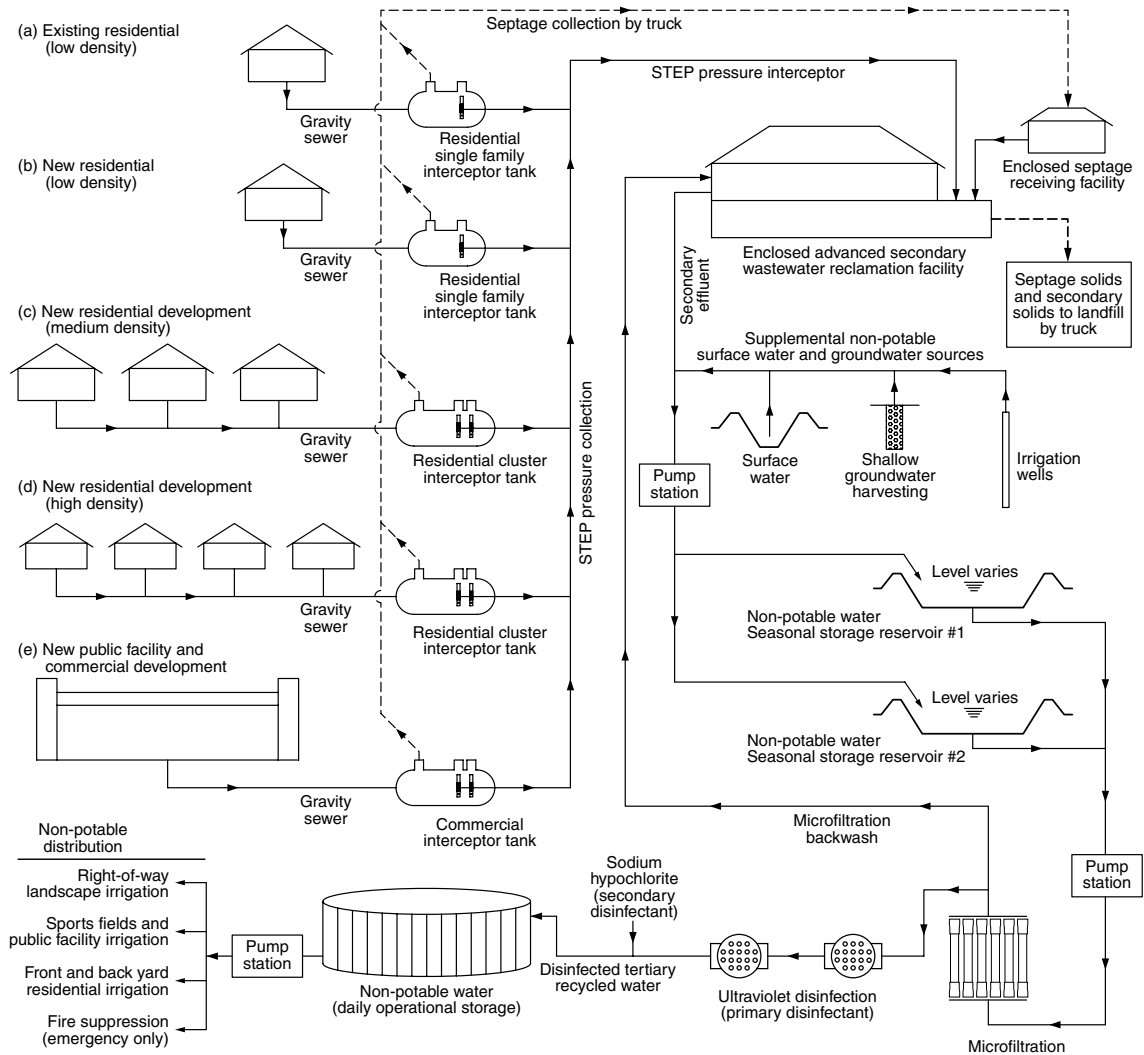 Septage collection by truck
(a) Existing residential
(low density)
STEP pressure interceptor
Gravity
sewer
Residential
single family
interceptor tank
Enclosed septage
receiving facility
(b) New residential
(low density)
Gravity
sewer
Residential
single family
interceptor tank
Enclosed advanced secondary
wastewater reclamation facility
Septage solids
and secondary
solids to landfill
by truck
Secondary
effluent
(c) New residential development
(medium density)
Supplemental non-potable
surface water and groundwater sources
Gravity
sewer
Residential cluster
interceptor tank
STEP pressure collection
Surface
water
Shallow
groundwater
harvesting
Irrigation
wells
Pump
station
(d) New residential development
(high density)
Gravity
sewer
Residential cluster
interceptor tank
Level varies
Non-potable water
Seasonal storage reservoir #1
(e) New public facility and
commercial development
Level varies
Non-potable water
Seasonal storage reservoir #2
Gravity
sewer
Commercial
interceptor tank
Microfiltration
backwash
Pump
station
Non-potable
distribution
Right-of-way
landscape irrigation
Sports fields and
public facility irrigation
Front and back yard
residential irrigation
Fire suppression
(emergency only)
Pump
station
Non-potable water
(daily operational storage)
Sodium
hypochlorite
(secondary
disinfectant)
Disinfected tertiary
recycled water
Ultraviolet disinfection
(primary disinfectant)
Microfiltration